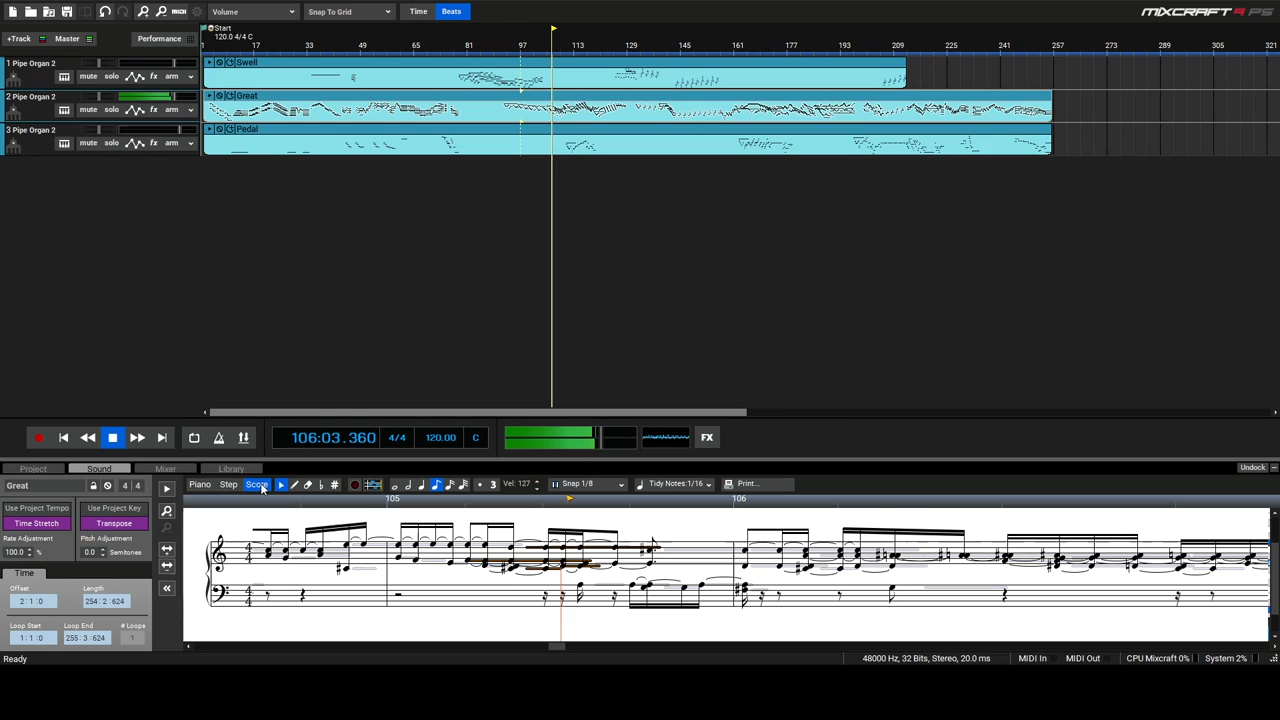 Volume Snap To Grid Time Beats MIXCRAFT 9 PS
+Track Master Performance Start
120.0 4/4 C
1 17 33 49 65 81 97 113 129 145 161 177 193 209 225 241 257 273 289 305 321
1 Pipe Organ 2 Swell
mute solo fx arm
2 Pipe Organ 2 Great
mute solo fx arm
3 Pipe Organ 2 Pedal
mute solo fx arm
106:03.360 4/4 120.00 C FX
Project Sound Mixer Library Undock
Great 4 4 Piano Step Score 3 Vel: 127 Snap 1/8 Tidy Notes:1/16 Print...
105 106
Use Project Tempo Use Project Key
Time Stretch Transpose
Rate Adjustment Pitch Adjustment
100.0 % 0.0 Semitones
Time
Offset Length
2:1:0 254:2:624
Loop Start Loop End # Loops
1:1:0 255:3:624 1
Ready 48000 Hz, 32 Bits, Stereo, 20.0 ms MIDI In MIDI Out CPU Mixcraft 0% System 2%